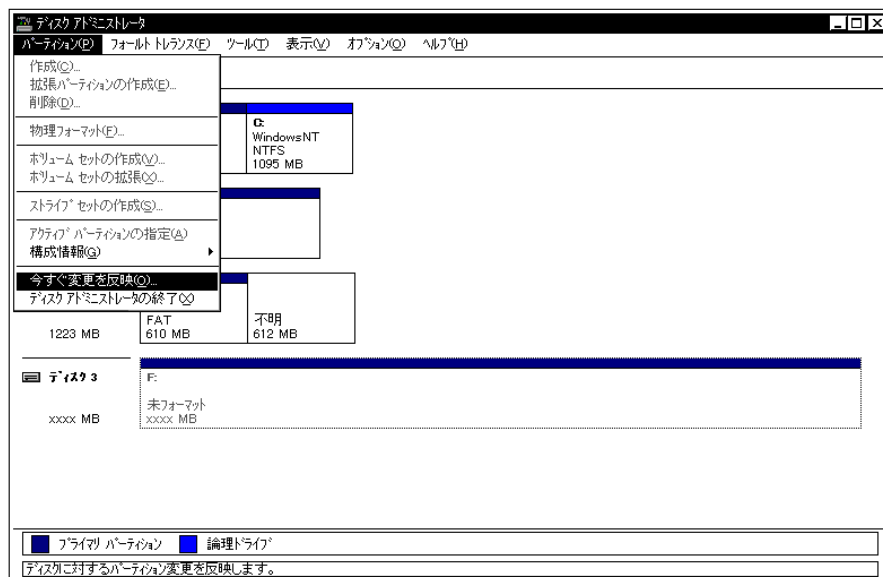 ディスク アドミニストレータ
パーティション(P) フォールト トレランス(F) ツール(T) 表示(V) オプション(O) ヘルプ(H)
作成(C)...
拡張パーティションの作成(E)...
削除(D)...
物理フォーマット(F)...
ボリューム セットの作成(V)...
ボリューム セットの拡張(X)...
ストライプ セットの作成(S)...
アクティブ パーティションの指定(A)
構成情報(G)
今すぐ変更を反映(O)...
ディスク アドミニストレータの終了(X)
C:
WindowsNT
NTFS
1095 MB
1223 MB
FAT
610 MB
不明
612 MB
ディスク 3
xxxx MB
F:
未フォーマット
xxxx MB
プライマリ パーティション 論理ドライブ
ディスクに対するパーティション変更を反映します。